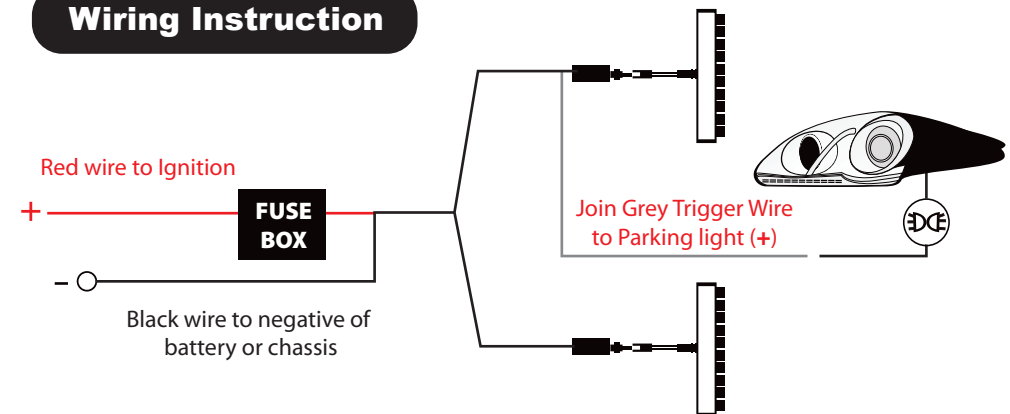 Wiring Instruction
Red wire to Ignition
+
FUSE
BOX
–
Black wire to negative of
battery or chassis
Join Grey Trigger Wire
to Parking light (+)